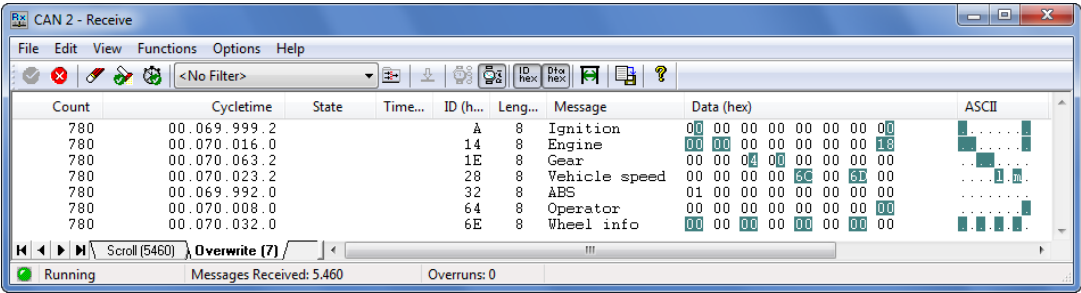 CAN 2 - Receive
File Edit View Functions Options Help
<No Filter> ID hex Dta hex
Count Cycletime State Time... ID (h... Leng... Message Data (hex) ASCII
780 00.069.999.2 A 8 Ignition 00 00 00 00 00 00 00 00 ........
780 00.070.016.0 14 8 Engine 00 00 00 00 00 00 00 18 ........
780 00.070.063.2 1E 8 Gear 00 00 04 00 00 00 00 00 ........
780 00.070.023.2 28 8 Vehicle speed 00 00 00 00 6C 00 6D 00 ....l.m.
780 00.069.992.0 32 8 ABS 01 00 00 00 00 00 00 00 ........
780 00.070.008.0 64 8 Operator 00 00 00 00 00 00 00 00 ........
780 00.070.032.0 6E 8 Wheel info 00 00 00 00 00 00 00 00 ........
Scroll (5460) Overwrite (7)
Running Messages Received: 5.460 Overruns: 0